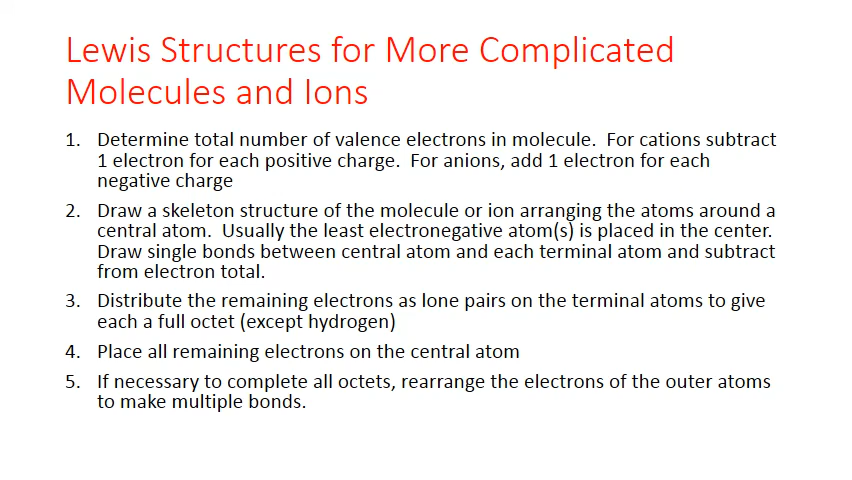 Lewis Structures for More Complicated
Molecules and Ions
1. Determine total number of valence electrons in molecule. For cations subtract
1 electron for each positive charge. For anions, add 1 electron for each
negative charge
2. Draw a skeleton structure of the molecule or ion arranging the atoms around a
central atom. Usually the least electronegative atom(s) is placed in the center.
Draw single bonds between central atom and each terminal atom and subtract
from electron total.
3. Distribute the remaining electrons as lone pairs on the terminal atoms to give
each a full octet (except hydrogen)
4. Place all remaining electrons on the central atom
5. If necessary to complete all octets, rearrange the electrons of the outer atoms
to make multiple bonds.